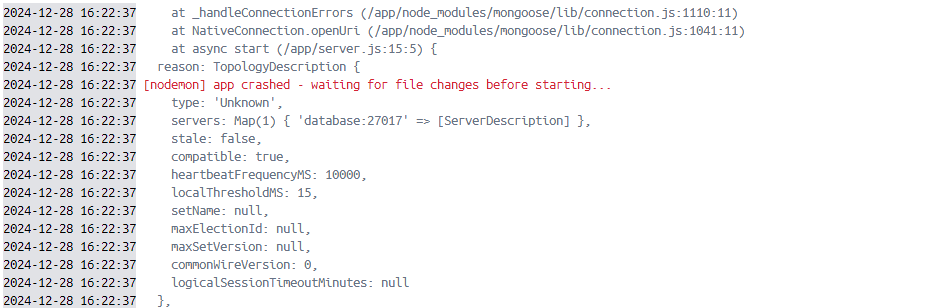 2024-12-28 16:22:37     at _handleConnectionErrors (/app/node_modules/mongoose/lib/connection.js:1110:11)
2024-12-28 16:22:37     at NativeConnection.openUri (/app/node_modules/mongoose/lib/connection.js:1041:11)
2024-12-28 16:22:37     at async start (/app/server.js:15:5) {
2024-12-28 16:22:37   reason: TopologyDescription {
2024-12-28 16:22:37 [nodemon] app crashed - waiting for file changes before starting...
2024-12-28 16:22:37     type: 'Unknown',
2024-12-28 16:22:37     servers: Map(1) { 'database:27017' => [ServerDescription] },
2024-12-28 16:22:37     stale: false,
2024-12-28 16:22:37     compatible: true,
2024-12-28 16:22:37     heartbeatFrequencyMS: 10000,
2024-12-28 16:22:37     localThresholdMS: 15,
2024-12-28 16:22:37     setName: null,
2024-12-28 16:22:37     maxElectionId: null,
2024-12-28 16:22:37     maxSetVersion: null,
2024-12-28 16:22:37     commonWireVersion: 0,
2024-12-28 16:22:37     logicalSessionTimeoutMinutes: null
2024-12-28 16:22:37   },